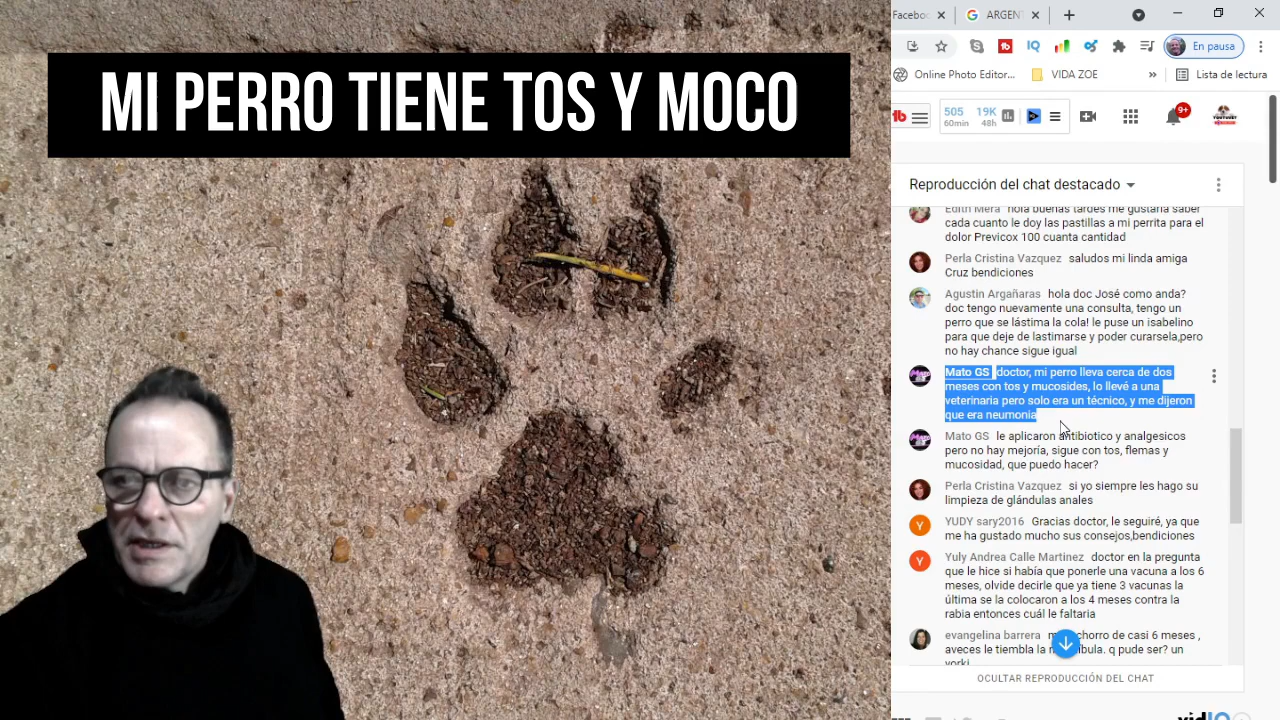 MI PERRO TIENE TOS Y MOCO
Facebo
ARGEN
En pausa
Online Photo Editor...
VIDA ZOE
»
Lista de lectura
505
60min
19K
48h
9+
Reproducción del chat destacado
Edith Mera hola buenas tardes me gustaría saber
cada cuanto le doy las pastillas a mi perrita para el
dolor Previcox 100 cuanta cantidad
Perla Cristina Vazquez saludos mi linda amiga
Cruz bendiciones
Agustin Argañaras hola doc José como anda?
doc tengo nuevamente una consulta, tengo un
perro que se lástima la cola! le puse un isabelino
para que deje de lastimarse y poder curarsela,pero
no hay chance sigue igual
Mato GS doctor, mi perro lleva cerca de dos
meses con tos y mucosides, lo llevé a una
veterinaria pero solo era un técnico, y me dijeron
que era neumonia
Mato GS le aplicaron antibiotico y analgesicos
pero no hay mejoría, sigue con tos, flemas y
mucosidad, que puedo hacer?
Perla Cristina Vazquez si yo siempre les hago su
limpieza de glándulas anales
Y YUDY sary2016 Gracias doctor, le seguiré, ya que
me ha gustado mucho sus consejos,bendiciones
Y Yuly Andrea Calle Martinez doctor en la pregunta
que le hice si había que ponerle una vacuna a los 6
meses, olvide decirle que ya tiene 3 vacunas la
última se la colocaron a los 4 meses contra la
rabia entonces cuál le faltaria
evangelina barrera chorro de casi 6 meses ,
aveces le tiembla la q pude ser? un
yorki
OCULTAR REPRODUCCIÓN DEL CHAT